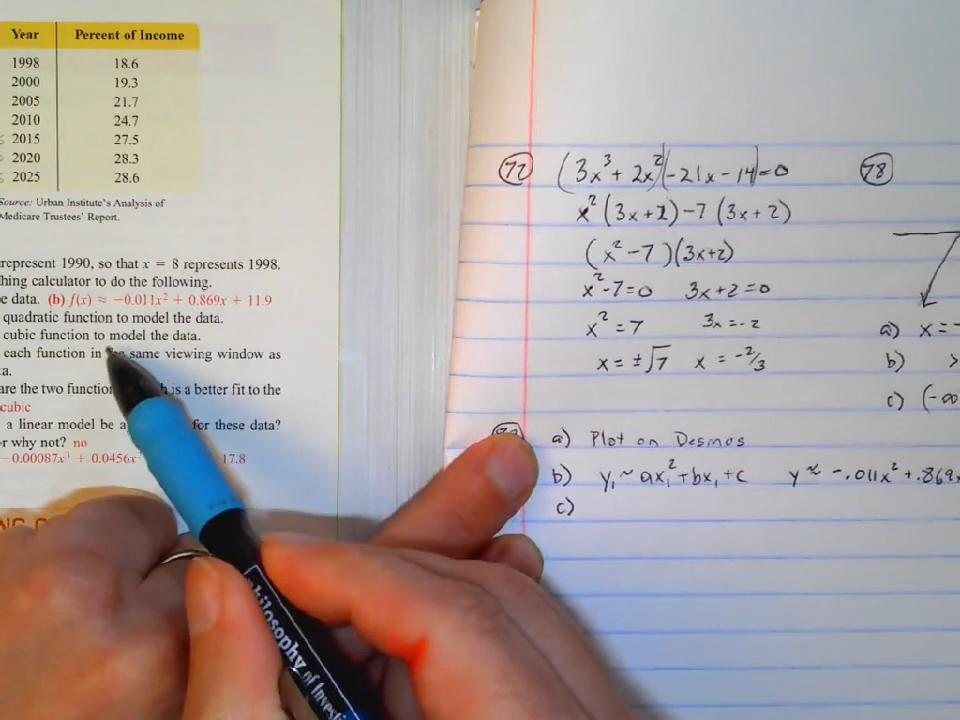 Year Percent of Income
1998 18.6
2000 19.3
2005 21.7
2010 24.7
2015 27.5
2020 28.3
2025 28.6
Source: Urban Institute's Analysis of
Medicare Trustees' Report.
represent 1990, so that x = 8 represents 1998.
hing calculator to do the following.
e data. (b) f(x) ≈ −0.011x² + 0.869x + 11.9
quadratic function to model the data.
cubic function to model the data.
each function in same viewing window as
a.
are the two function is a better fit to the
cubic
a linear model be a for these data?
r why not? no
−0.00087x³ + 0.0456x 17.8
72 (3x³ + 2x²)(−21x − 14) = 0
x² (3x + 2) − 7 (3x + 2)
(x² − 7)(3x+2)
x² − 7 = 0 3x + 2 = 0
x² = 7 3x = −2
x = ±√7 x = −2/3
a) Plot on Desmos
b) y₁ ~ ax₁² + bx₁ + c y ≈ −.011x² + .869x
c)
78
a) x = −
b)
c) (−∞
philosophy of Invest